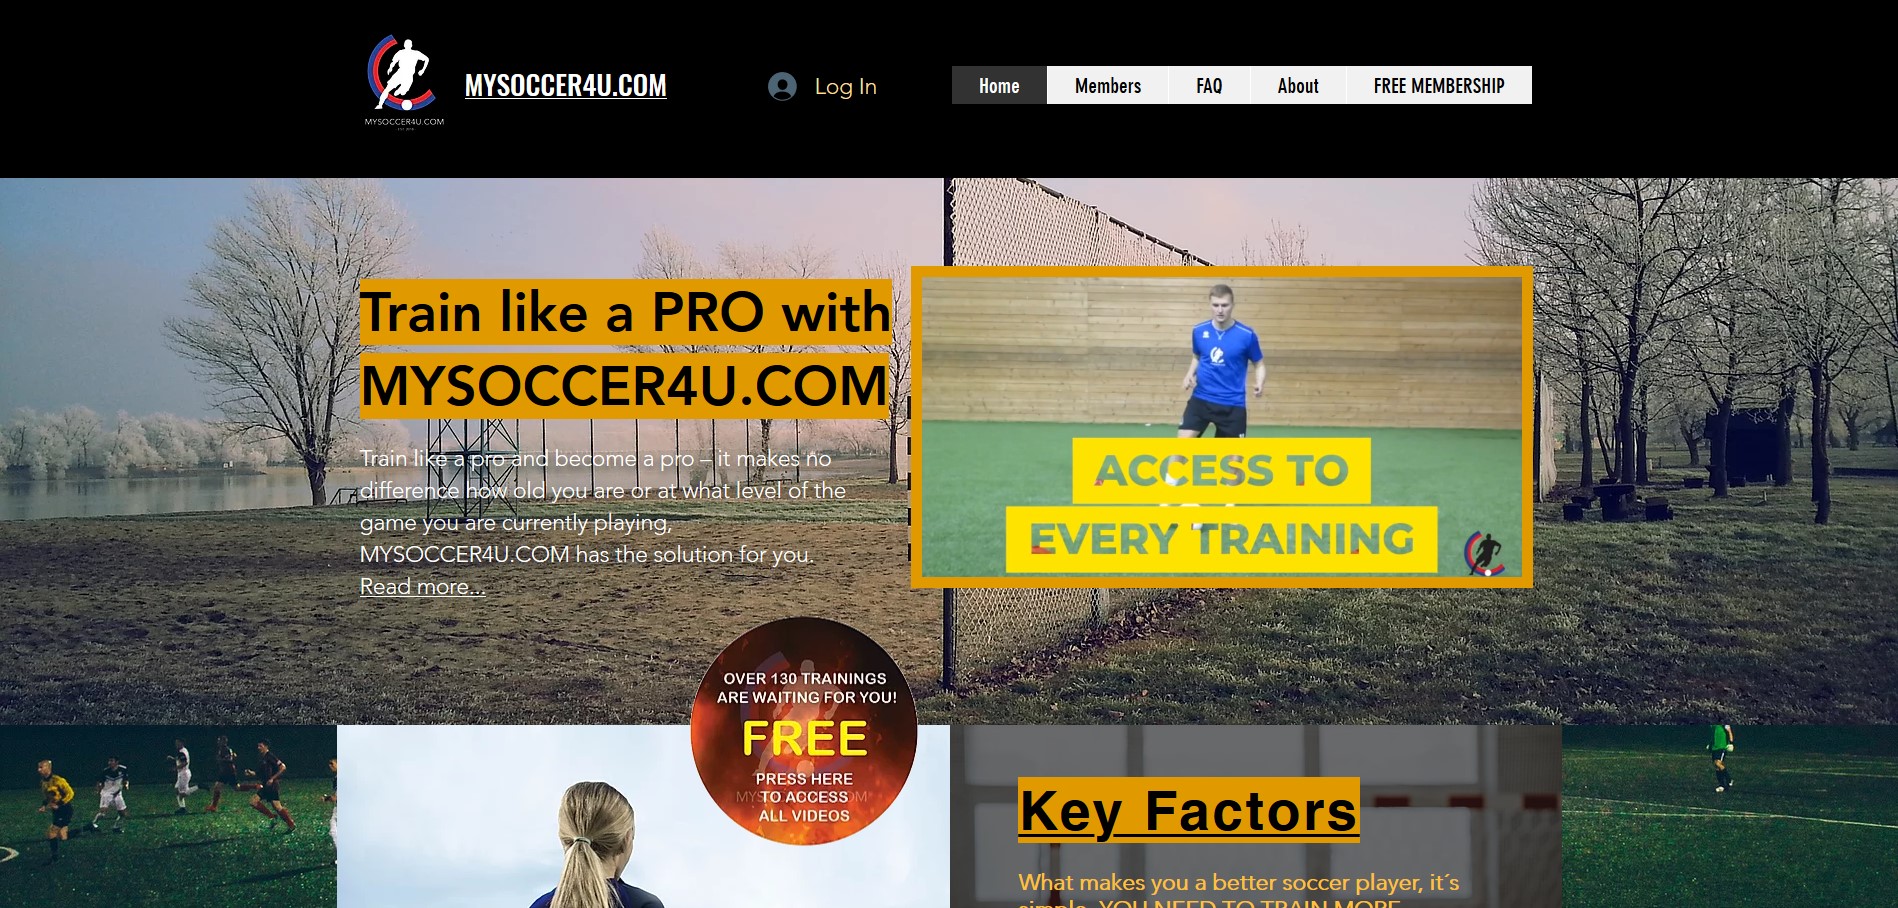 MYSOCCER4U.COM
MYSOCCER4U.COM
Log In
Home
Members
FAQ
About
FREE MEMBERSHIP
Train like a PRO with
MYSOCCER4U.COM
Train like a pro and become a pro – it makes no
difference how old you are or at what level of the
game you are currently playing,
MYSOCCER4U.COM has the solution for you.
Read more...
ACCESS TO
EVERY TRAINING
OVER 130 TRAININGS
ARE WAITING FOR YOU!
FREE
PRESS HERE
TO ACCESS
ALL VIDEOS
Key Factors
What makes you a better soccer player, it´s
simple, YOU NEED TO TRAIN MORE